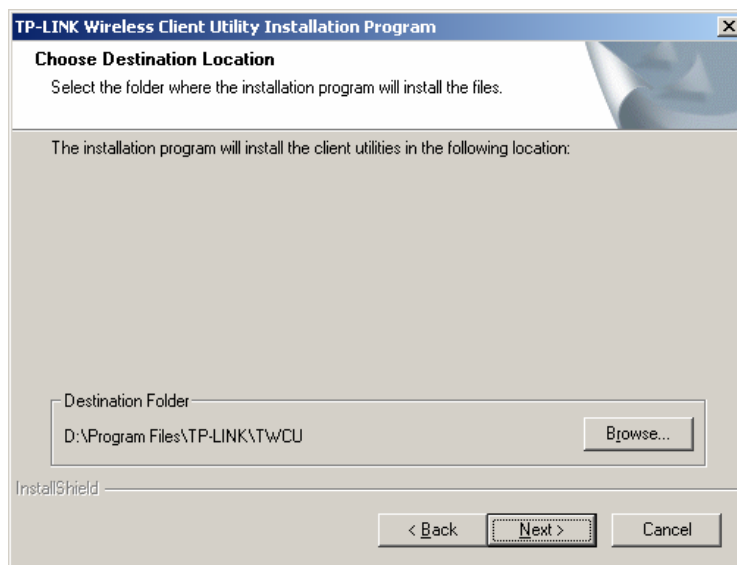 TP-LINK Wireless Client Utility Installation Program
Choose Destination Location
Select the folder where the installation program will install the files.
The installation program will install the client utilities in the following location:
Destination Folder
D:\Program Files\TP-LINK\TWCU
Browse...
InstallShield
< Back
Next >
Cancel